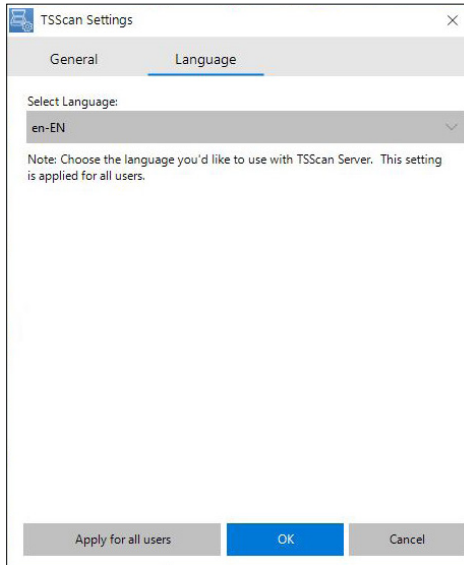 TSScan Settings
General
Language
Select Language:
en-EN
Note: Choose the language you'd like to use with TSScan Server. This setting
is applied for all users.
Apply for all users
OK
Cancel